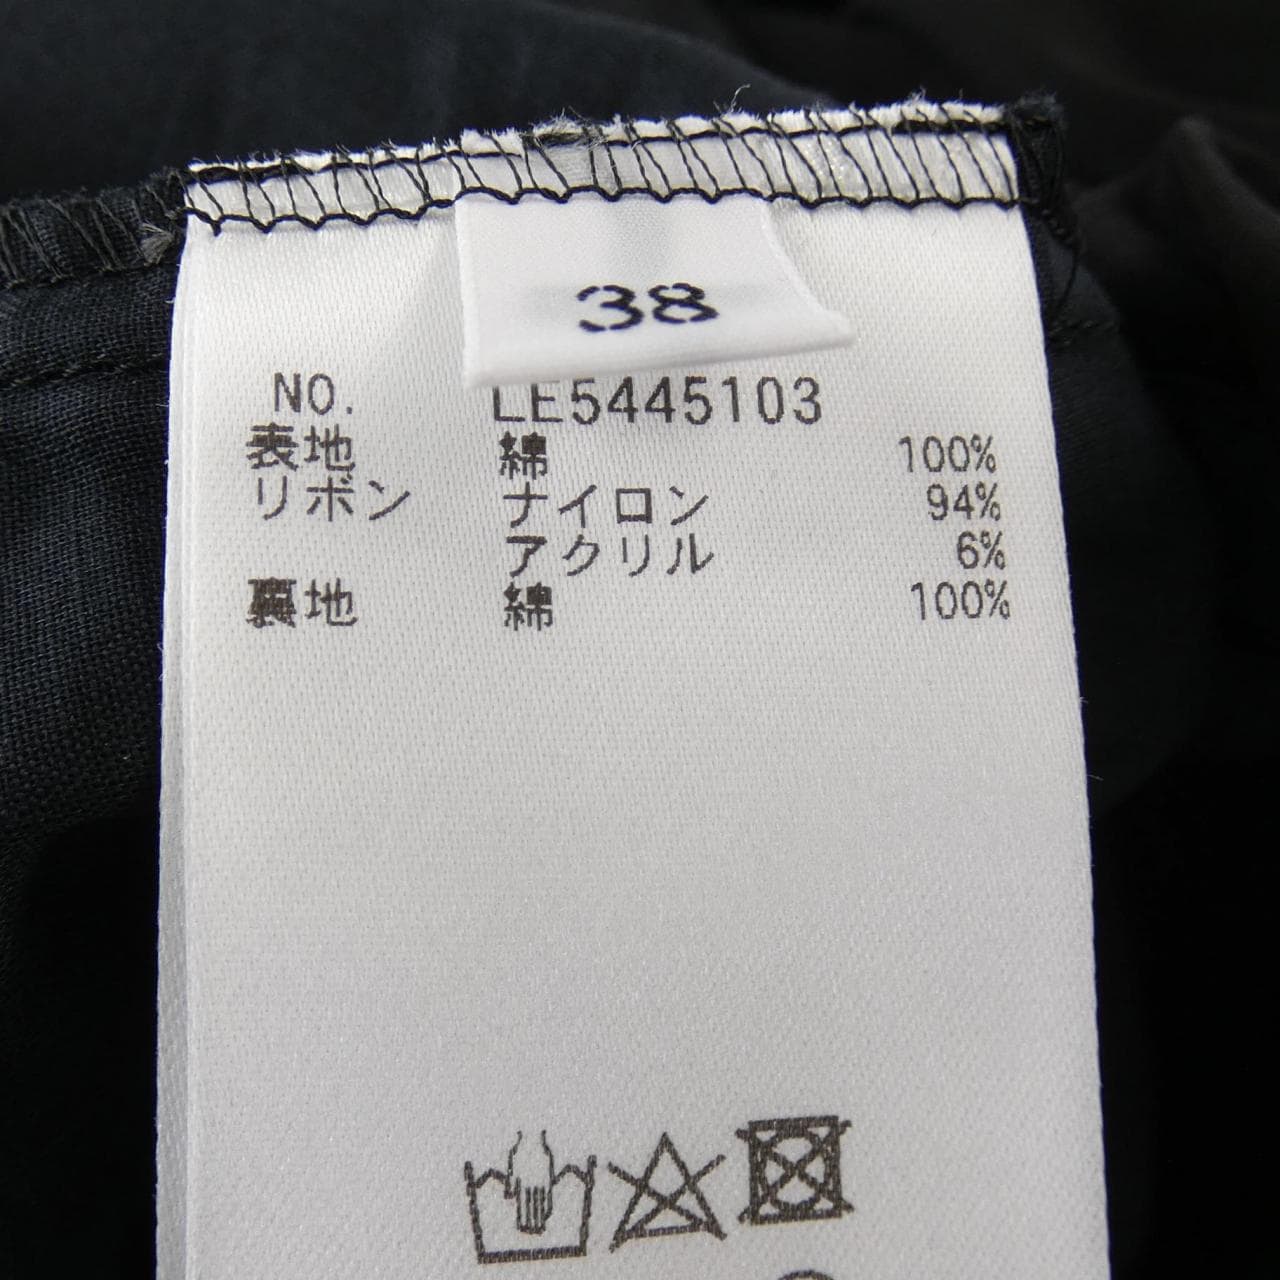 38
NO. LE5445103
表地 綿 100%
リボン ナイロン 94%
アクリル 6%
裏地 綿 100%